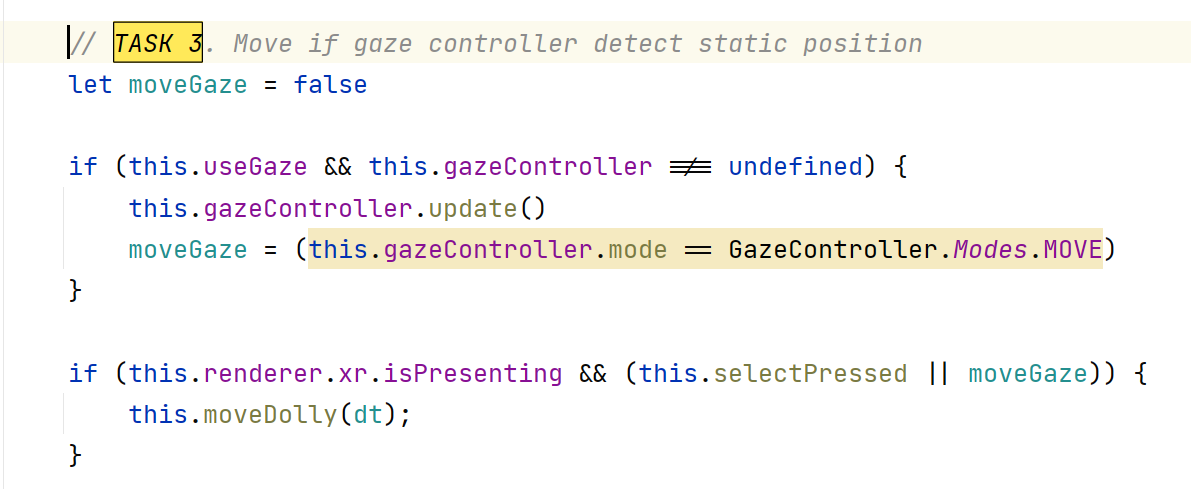 // TASK 3. Move if gaze controller detect static position
let moveGaze = false
if (this.useGaze && this.gazeController !== undefined) {
this.gazeController.update()
moveGaze = (this.gazeController.mode == GazeController.Modes.MOVE)
}
if (this.renderer.xr.isPresenting && (this.selectPressed || moveGaze)) {
this.moveDolly(dt);
}